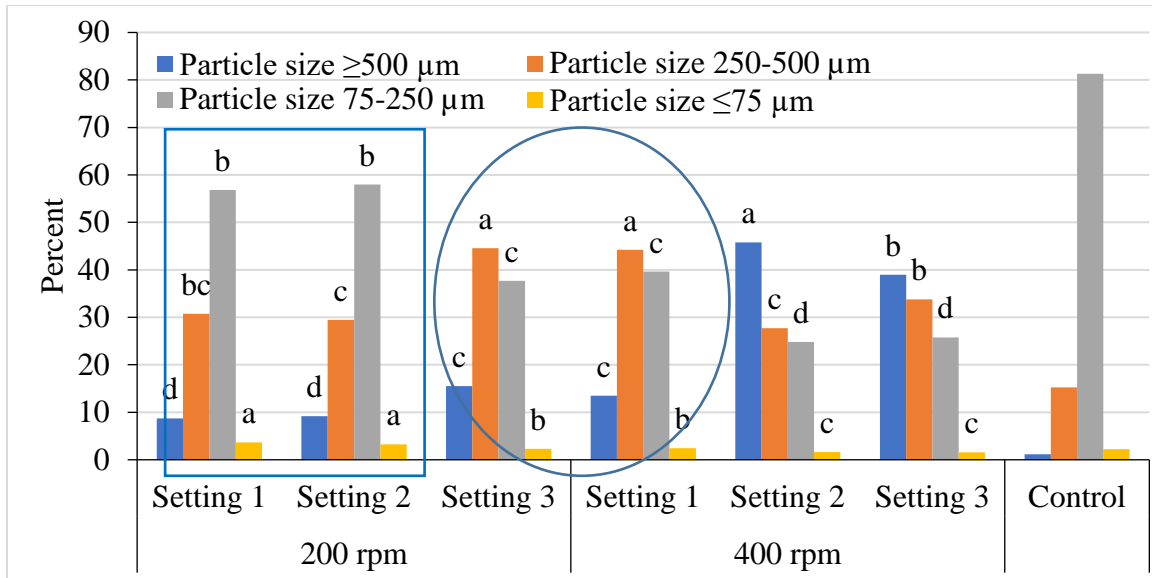 90
80
70
60
50
40
30
20
10
0
Percent
Particle size ≥500 µm
Particle size 250-500 µm
Particle size 75-250 µm
Particle size ≤75 µm
d bc b a
d c b a
c a c b
c a c b
a c d c
b b d c
Setting 1 Setting 2 Setting 3 Setting 1 Setting 2 Setting 3 Control
200 rpm 400 rpm